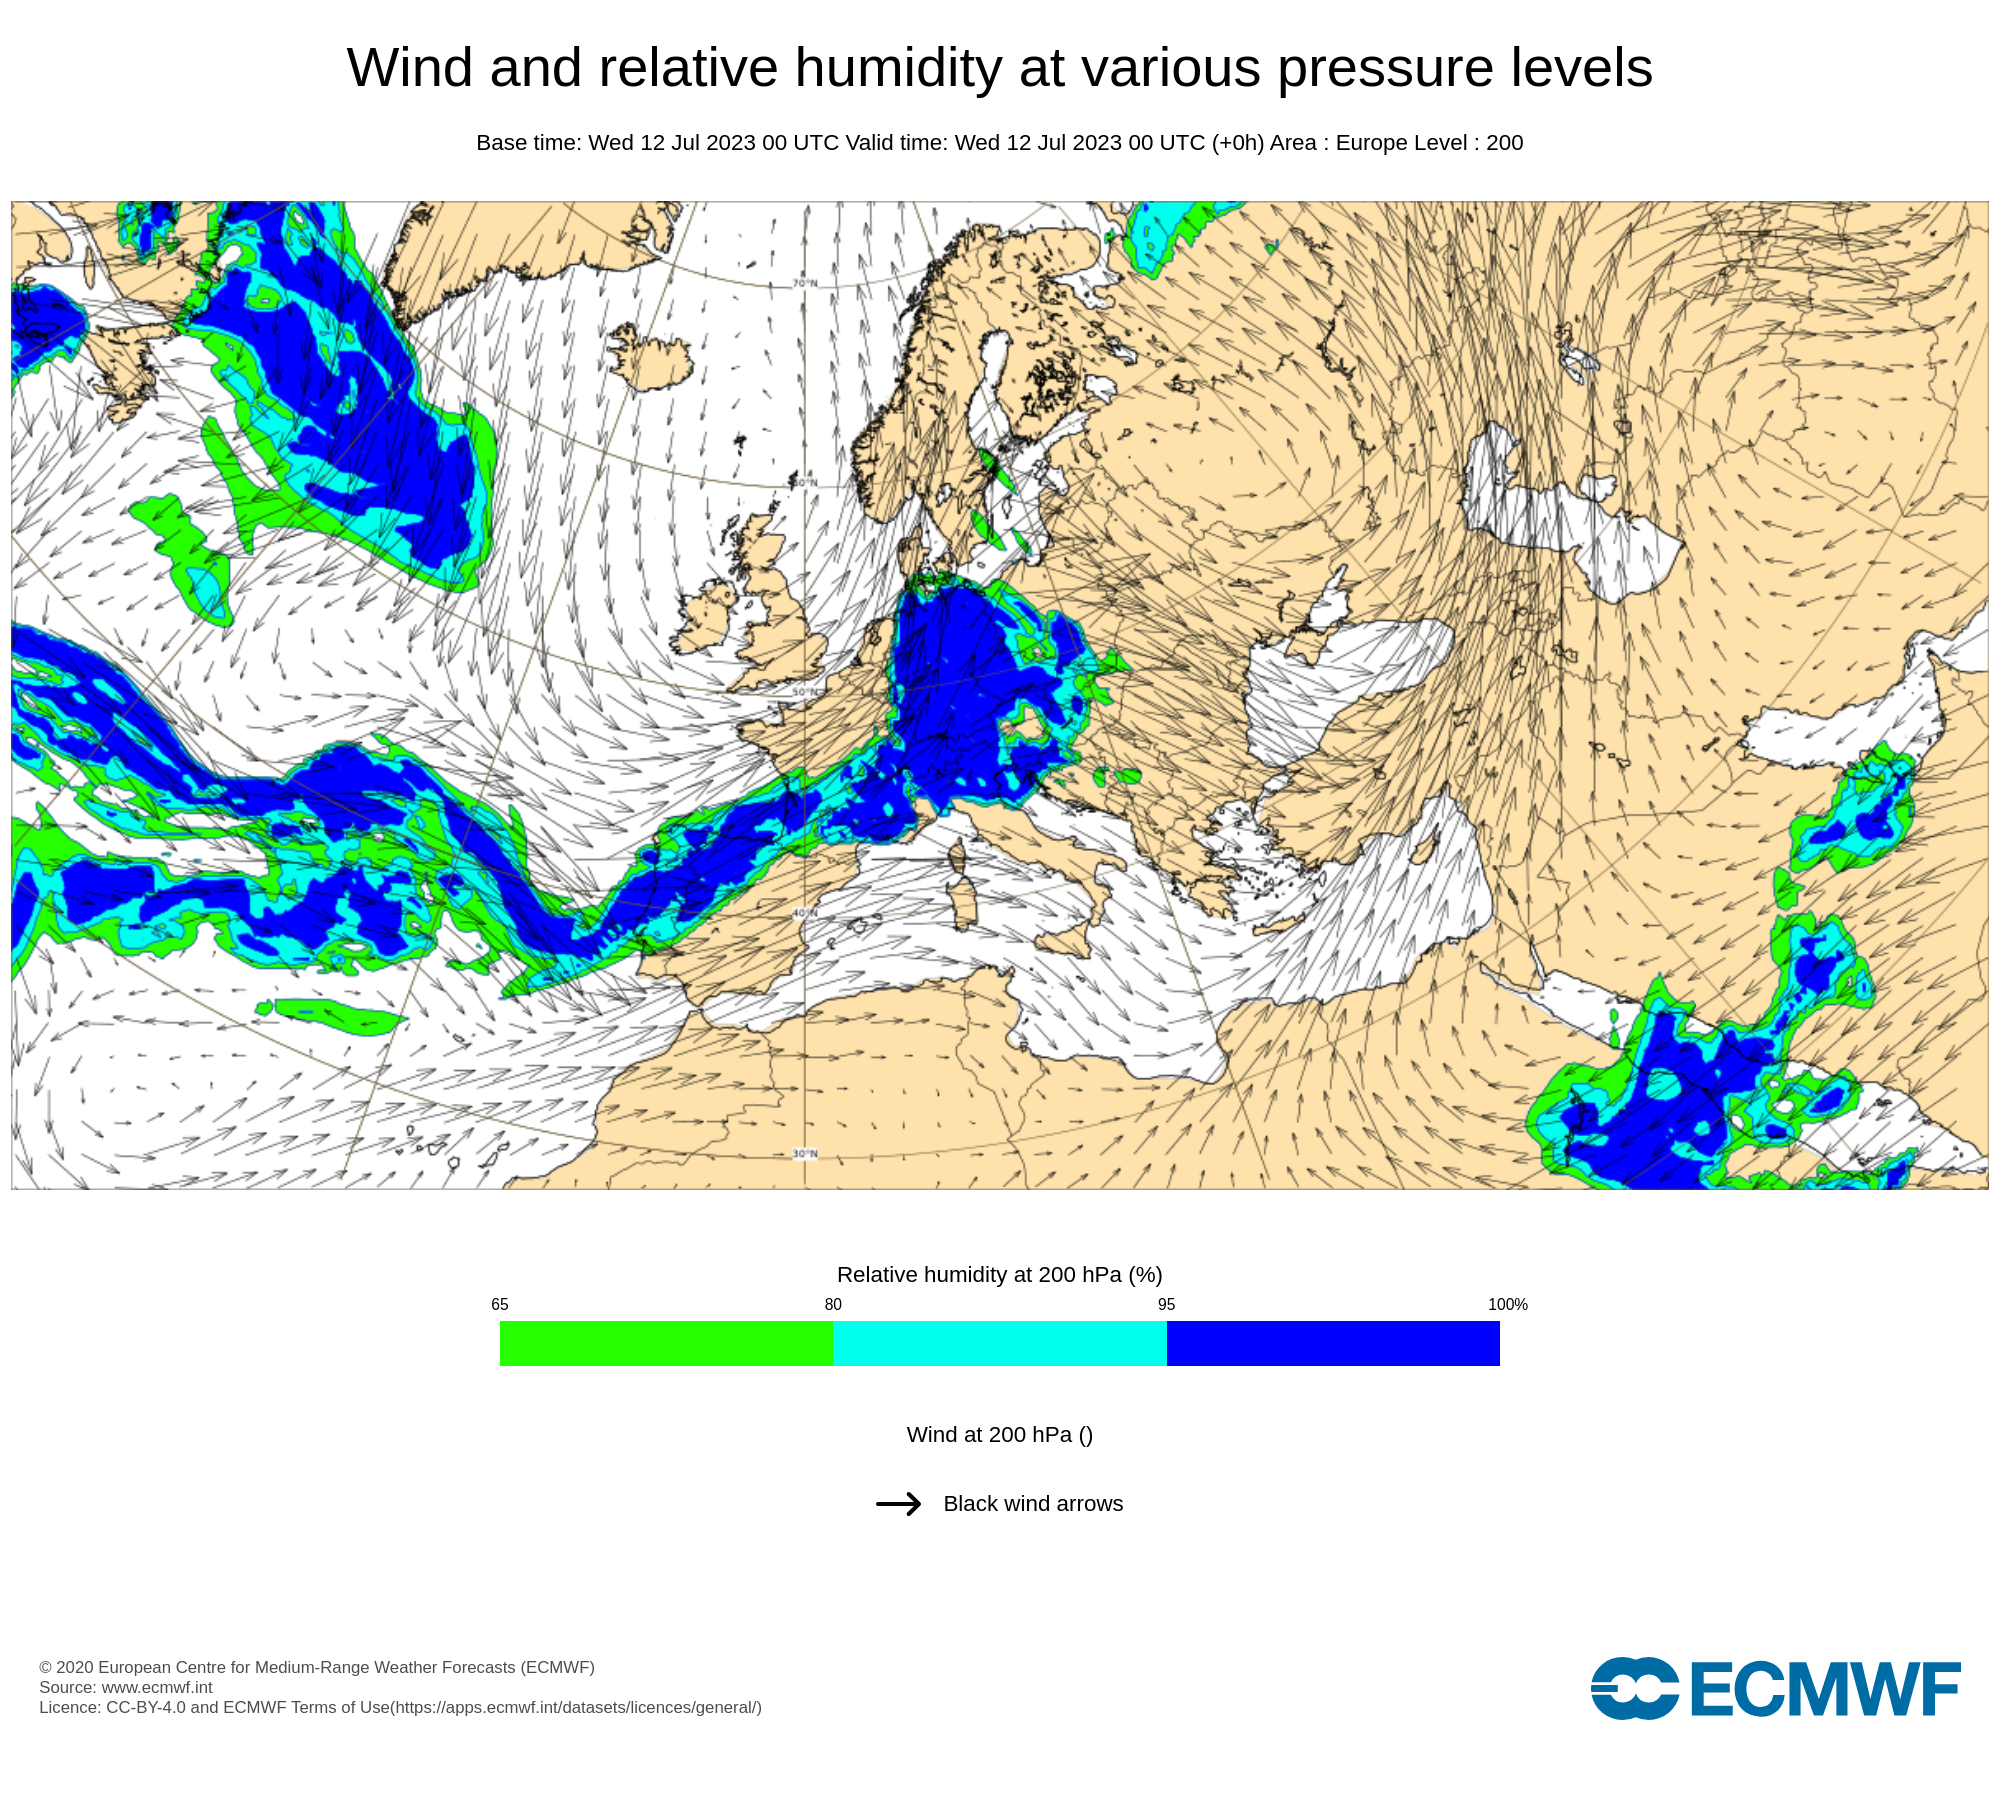 Wind and relative humidity at various pressure levels
Base time: Wed 12 Jul 2023 00 UTC Valid time: Wed 12 Jul 2023 00 UTC (+0h) Area : Europe Level : 200
70°N
50°N
40°N
30°N
Relative humidity at 200 hPa (%)
65 80 95 100%
Wind at 200 hPa ()
Black wind arrows
© 2020 European Centre for Medium-Range Weather Forecasts (ECMWF)
Source: www.ecmwf.int
Licence: CC-BY-4.0 and ECMWF Terms of Use(https://apps.ecmwf.int/datasets/licences/general/)
ECMWF